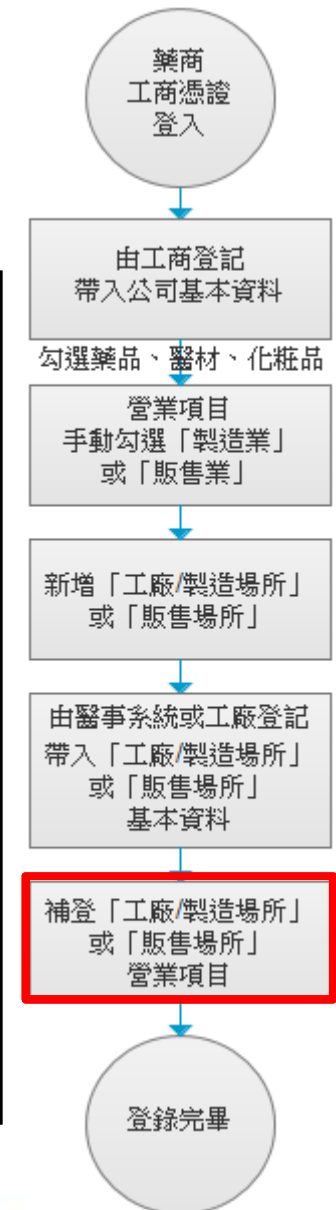 藥商
工商憑證
登入
由工商登記
帶入公司基本資料
勾選藥品、醫材、化粧品
營業項目
手動勾選「製造業」
或「販售業」
新增「工廠/製造場所」
或「販售場所」
由醫事系統或工廠登記
帶入「工廠/製造場所」
或「販售場所」
基本資料
補登「工廠/製造場所」
或「販售場所」
營業項目
登錄完畢